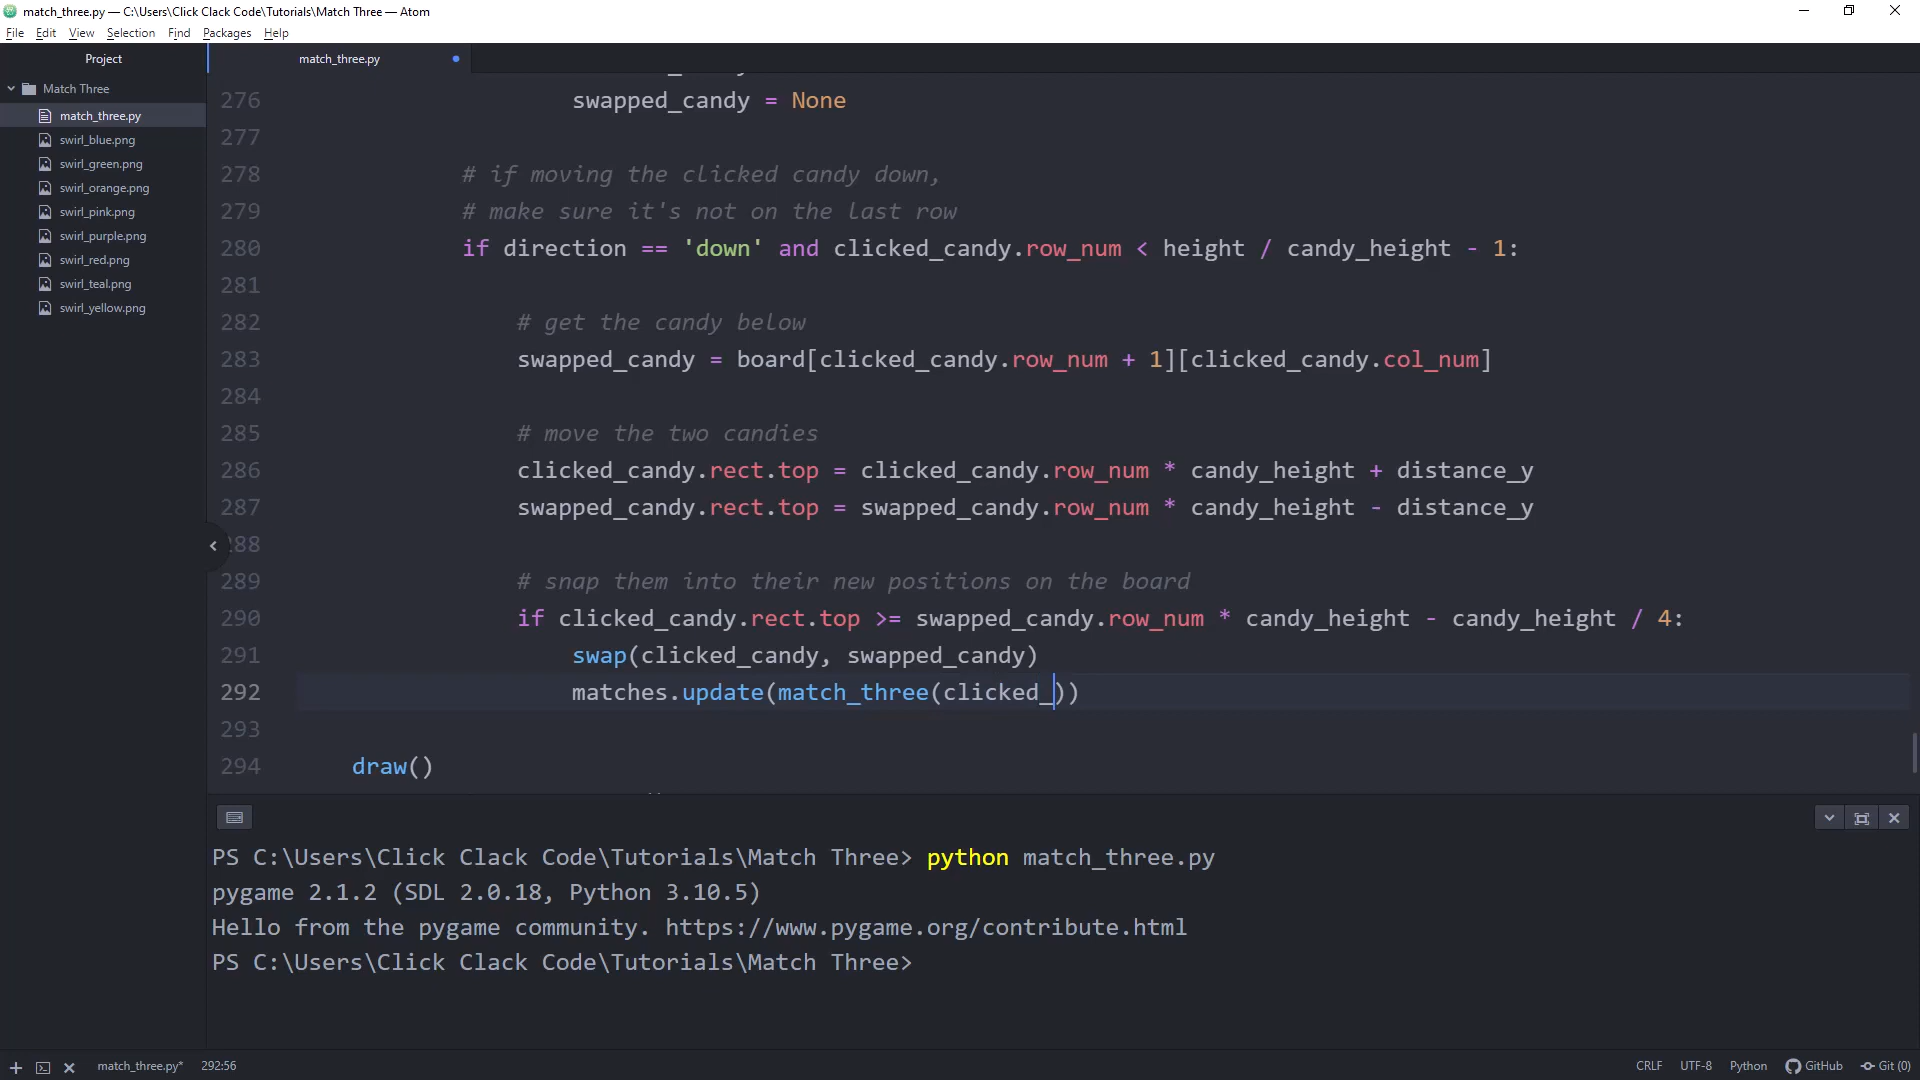 match_three.py — C:\Users\Click Clack Code\Tutorials\Match Three — Atom
File Edit View Selection Find Packages Help
Project
match_three.py
Match Three
match_three.py
swirl_blue.png
swirl_green.png
swirl_orange.png
swirl_pink.png
swirl_purple.png
swirl_red.png
swirl_teal.png
swirl_yellow.png
276 swapped_candy = None
277
278 # if moving the clicked candy down,
279 # make sure it's not on the last row
280 if direction == 'down' and clicked_candy.row_num < height / candy_height - 1:
281
282 # get the candy below
283 swapped_candy = board[clicked_candy.row_num + 1][clicked_candy.col_num]
284
285 # move the two candies
286 clicked_candy.rect.top = clicked_candy.row_num * candy_height + distance_y
287 swapped_candy.rect.top = swapped_candy.row_num * candy_height - distance_y
288
289 # snap them into their new positions on the board
290 if clicked_candy.rect.top >= swapped_candy.row_num * candy_height - candy_height / 4:
291 swap(clicked_candy, swapped_candy)
292 matches.update(match_three(clicked_))
293
294 draw()
PS C:\Users\Click Clack Code\Tutorials\Match Three> python match_three.py
pygame 2.1.2 (SDL 2.0.18, Python 3.10.5)
Hello from the pygame community. https://www.pygame.org/contribute.html
PS C:\Users\Click Clack Code\Tutorials\Match Three>
match_three.py* 292:56 CRLF UTF-8 Python GitHub Git (0)